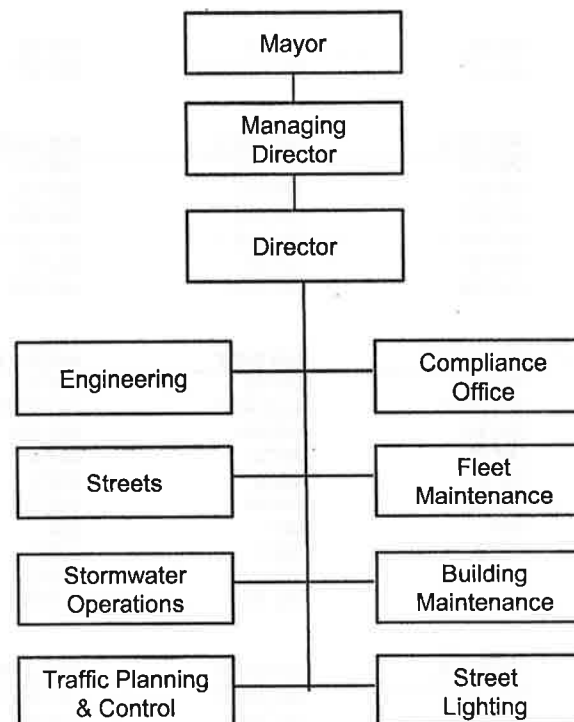 Mayor
Managing
Director
Director
Engineering
Compliance
Office
Streets
Fleet
Maintenance
Stormwater
Operations
Building
Maintenance
Traffic Planning
& Control
Street
Lighting